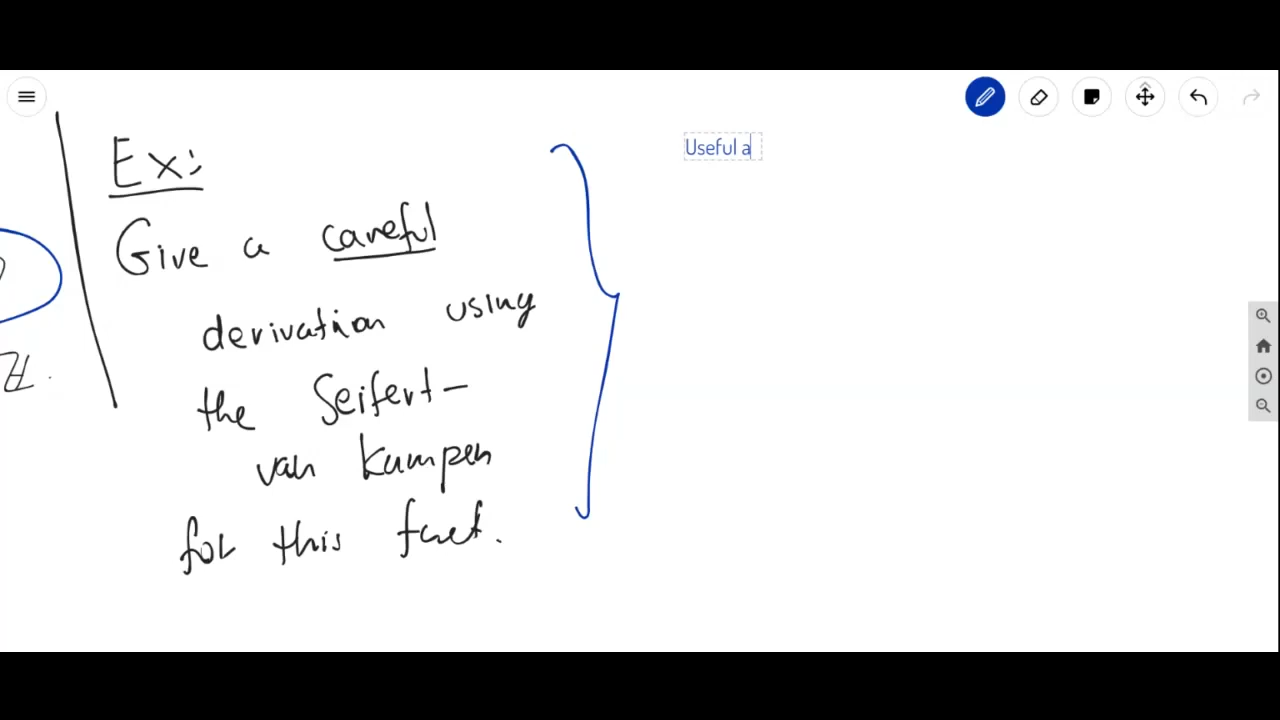 Ex:
Give a careful
derivation using
the Seifert-
van Kampen
for this fact.
Z.
Useful a